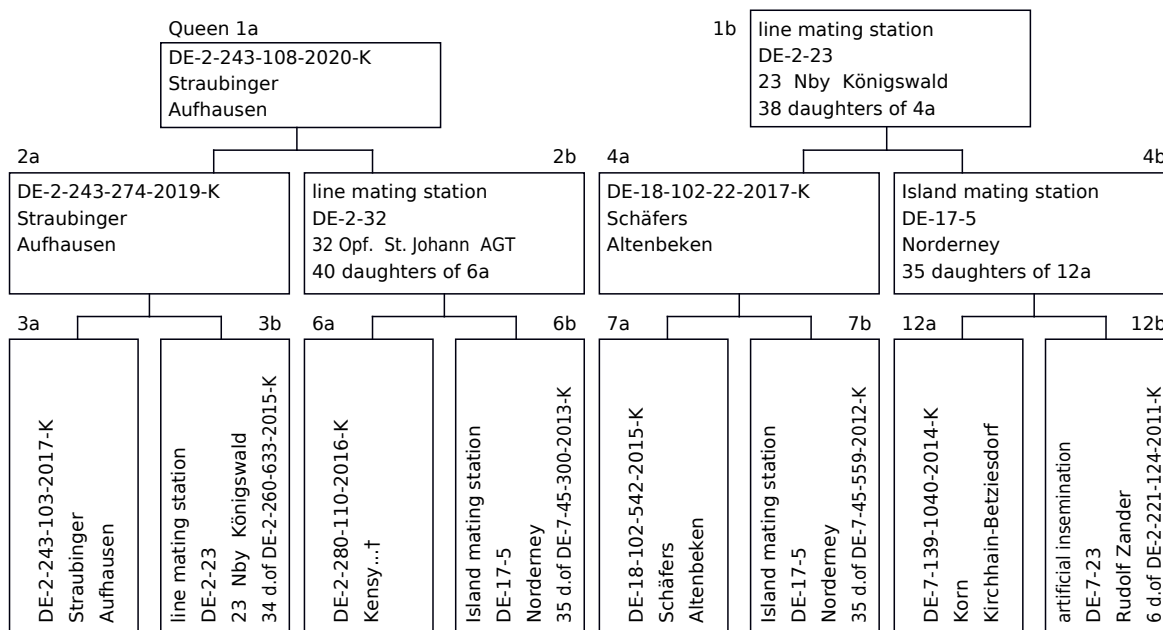 Queen 1a
DE-2-243-108-2020-K
Straubinger
Aufhausen
1b
line mating station
DE-2-23
23 Nby Königswald
38 daughters of 4a
2a
DE-2-243-274-2019-K
Straubinger
Aufhausen
2b
line mating station
DE-2-32
32 Opf. St. Johann AGT
40 daughters of 6a
4a
DE-18-102-22-2017-K
Schäfers
Altenbeken
4b
Island mating station
DE-17-5
Norderney
35 daughters of 12a
3a
DE-2-243-103-2017-K
Straubinger
Aufhausen
3b
line mating station
DE-2-23
23 Nby Königswald
34 d.of DE-2-260-633-2015-K
6a
DE-2-280-110-2016-K
Kensy...†
6b
Island mating station
DE-17-5
Norderney
35 d.of DE-7-45-300-2013-K
7a
DE-18-102-542-2015-K
Schäfers
Altenbeken
7b
Island mating station
DE-17-5
Norderney
35 d.of DE-7-45-559-2012-K
12a
DE-7-139-1040-2014-K
Korn
Kirchhain-Betziesdorf
12b
artificial insemination
DE-7-23
Rudolf Zander
6 d.of DE-2-221-124-2011-K